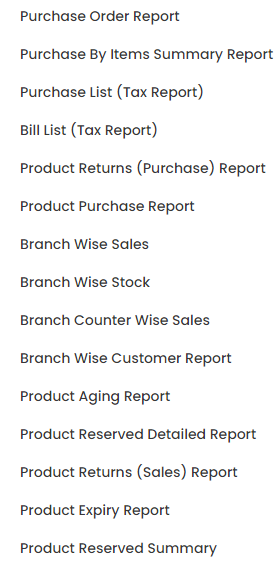 Purchase Order Report
Purchase By Items Summary Report
Purchase List (Tax Report)
Bill List (Tax Report)
Product Returns (Purchase) Report
Product Purchase Report
Branch Wise Sales
Branch Wise Stock
Branch Counter Wise Sales
Branch Wise Customer Report
Product Aging Report
Product Reserved Detailed Report
Product Returns (Sales) Report
Product Expiry Report
Product Reserved Summary